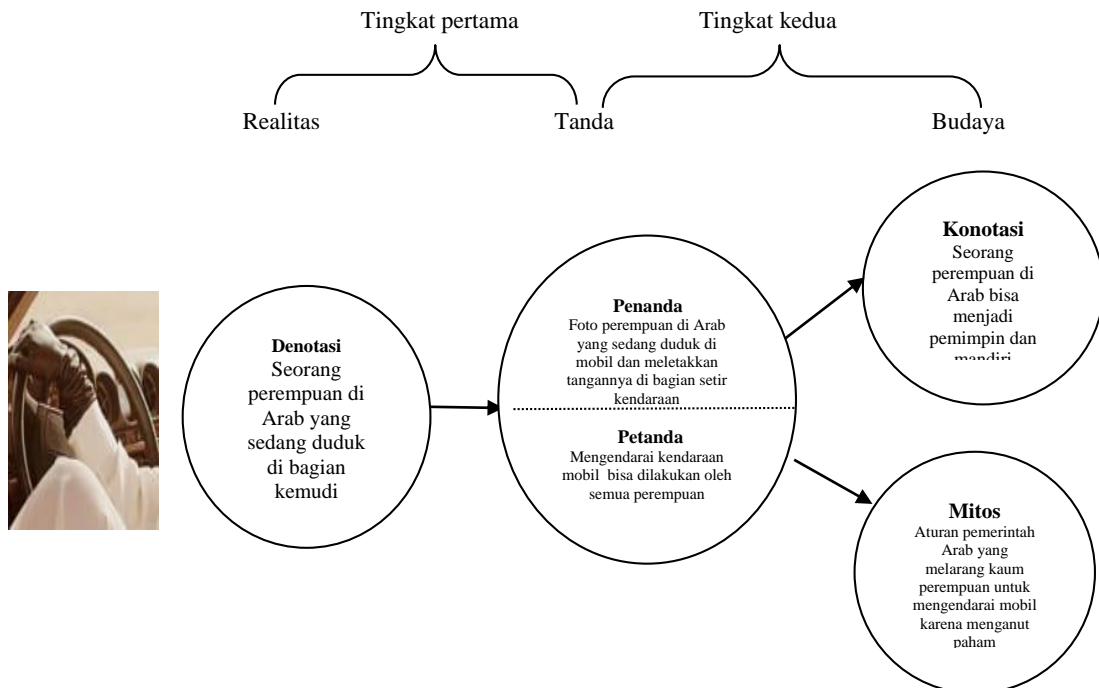 Tingkat pertama
Tingkat kedua
Realitas
Tanda
Budaya
Denotasi
Seorang
perempuan di
Arab yang
sedang duduk
di bagian
kemudi
Penanda
Foto perempuan di Arab
yang sedang duduk di
mobil dan meletakkan
tangannya di bagian setir
kendaraan
Petanda
Mengendarai kendaraan
mobil bisa dilakukan oleh
semua perempuan
Konotasi
Seorang
perempuan di
Arab bisa
menjadi
pemimpin dan
mandiri
Mitos
Aturan pemerintah
Arab yang
melarang kaum
perempuan untuk
mengendarai mobil
karena menganut
paham